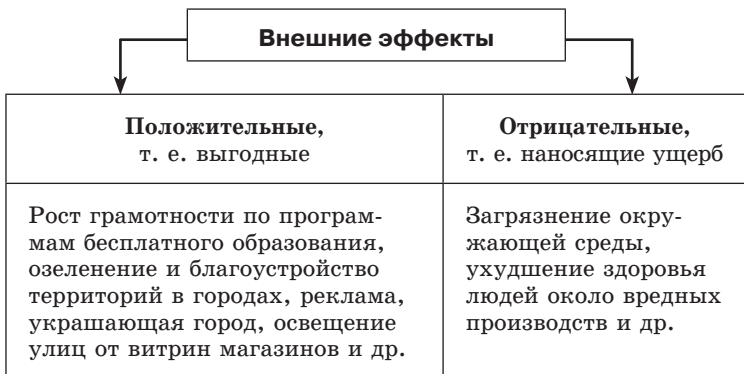 Внешние эффекты
Положительные,
т. е. выгодные
Отрицательные,
т. е. наносящие ущерб
Рост грамотности по програм-
мам бесплатного образования,
озеленение и благоустройство
территорий в городах, реклама,
украшающая город, освещение
улиц от витрин магазинов и др.
Загрязнение окру-
жающей среды,
ухудшение здоровья
людей около вредных
производств и др.